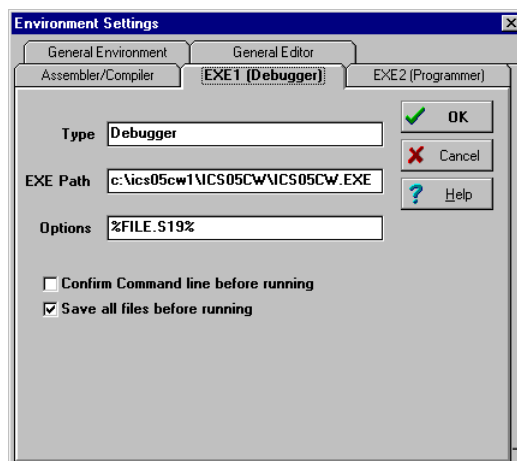 Environment Settings
General Environment
General Editor
Assembler/Compiler
EXE1 (Debugger)
EXE2 (Programmer)
Type
Debugger
EXE Path
c:\ics05cw1\ICS05CW\ICS05CW.EXE
Options
%FILE.S19%
Confirm Command line before running
Save all files before running
OK
Cancel
Help